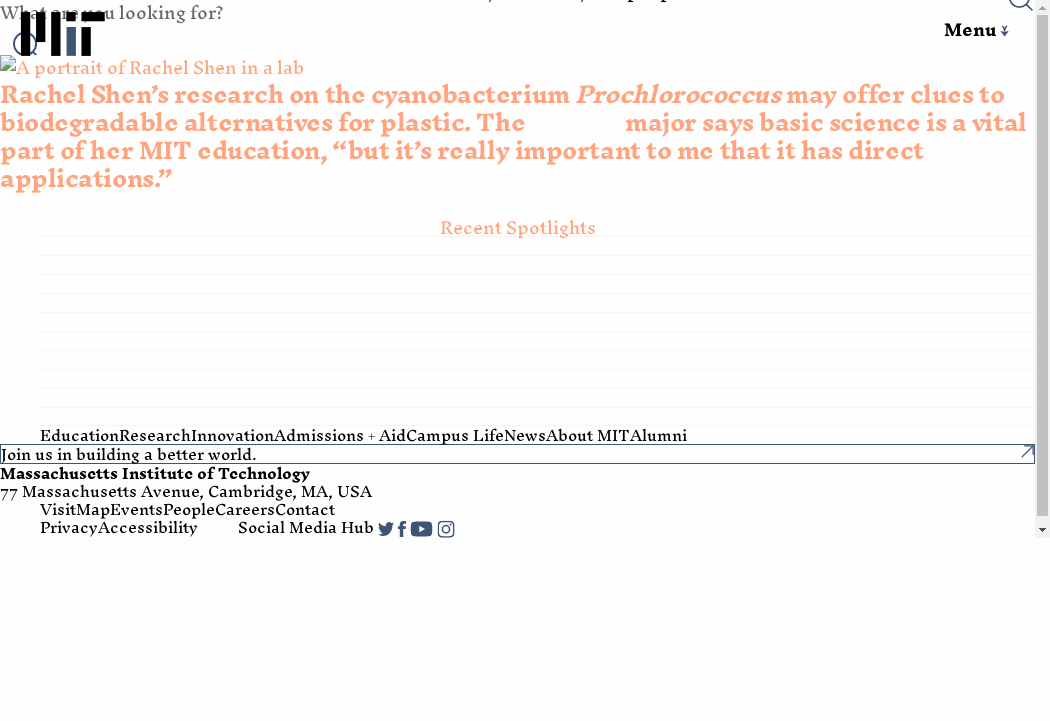 What are you looking for?
MIT
Menu
A portrait of Rachel Shen in a lab
Rachel Shen’s research on the cyanobacterium Prochlorococcus may offer clues to
biodegradable alternatives for plastic. The major says basic science is a vital
part of her MIT education, “but it’s really important to me that it has direct
applications.”
Recent Spotlights
EducationResearchInnovationAdmissions + AidCampus LifeNewsAbout MITAlumni
Join us in building a better world.
Massachusetts Institute of Technology
77 Massachusetts Avenue, Cambridge, MA, USA
VisitMapEventsPeopleCareersContact
PrivacyAccessibility Social Media Hub